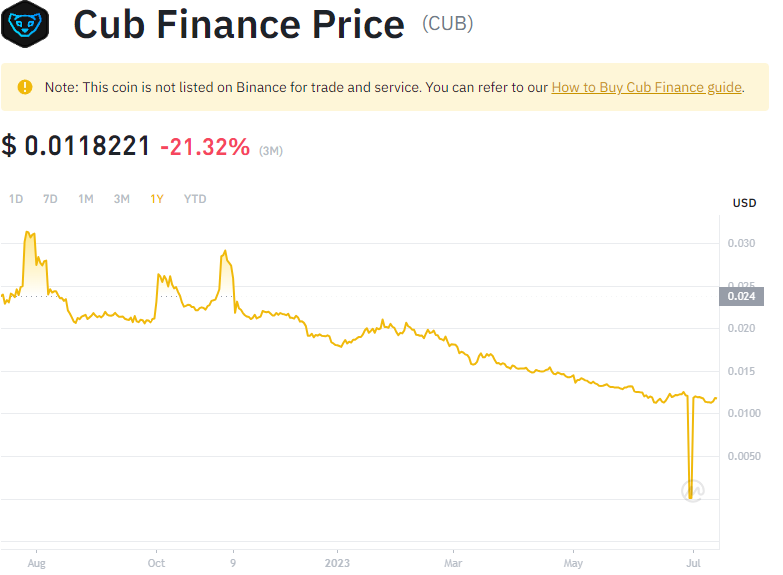 Cub Finance Price (CUB)
Note: This coin is not listed on Binance for trade and service. You can refer to our How to Buy Cub Finance guide.
$ 0.0118221 -21.32% (3M)
1D 7D 1M 3M 1Y YTD
USD
0.030
0.025
0.024
0.020
0.015
0.0100
0.0050
Aug Oct 9 2023 Mar May Jul